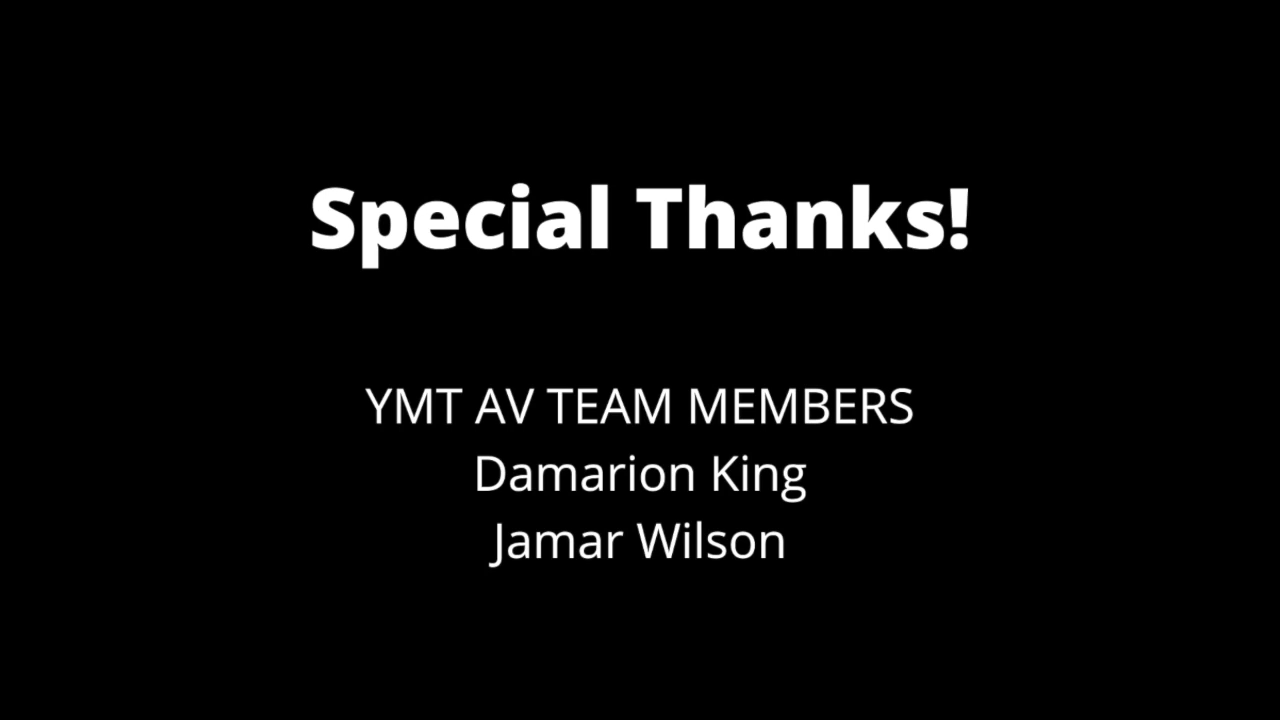 Special Thanks!
YMT AV TEAM MEMBERS
Damarion King
Jamar Wilson